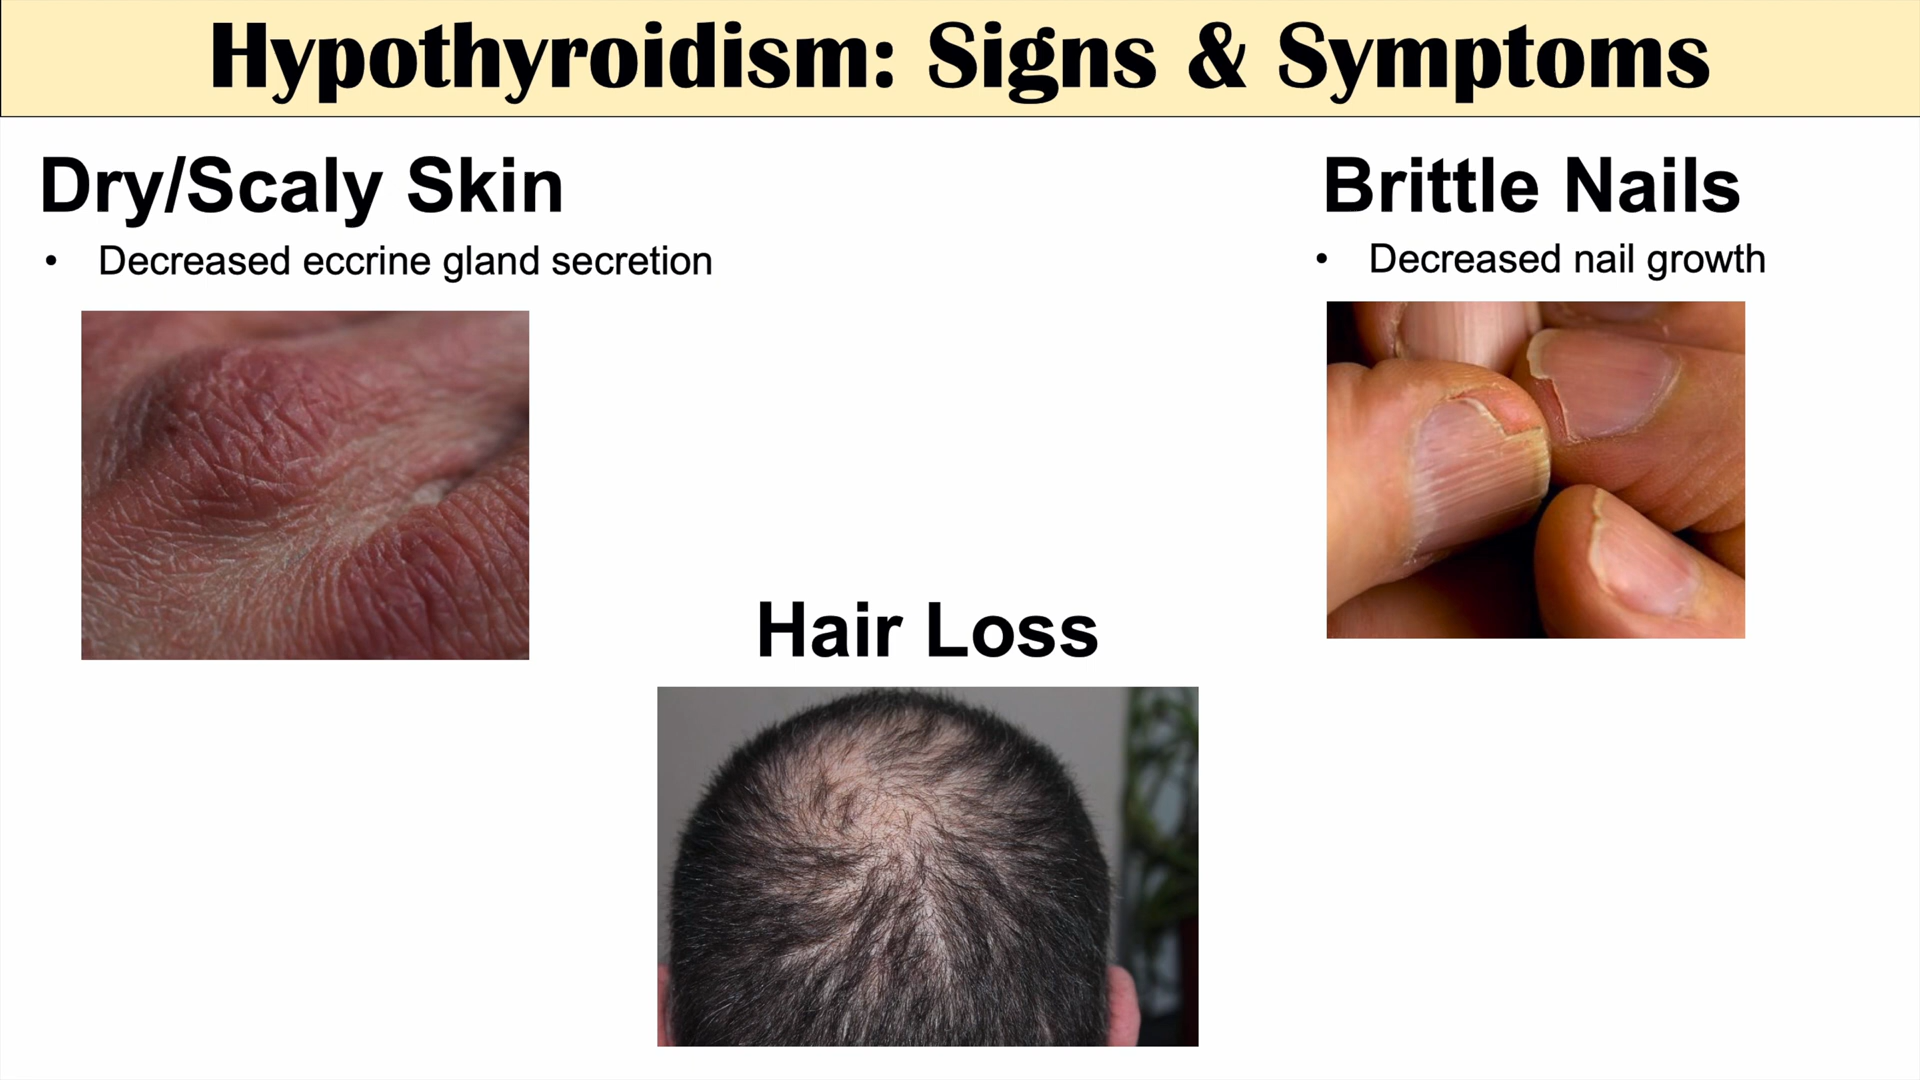 Hypothyroidism: Signs & Symptoms
Dry/Scaly Skin
• Decreased eccrine gland secretion
Brittle Nails
• Decreased nail growth
Hair Loss